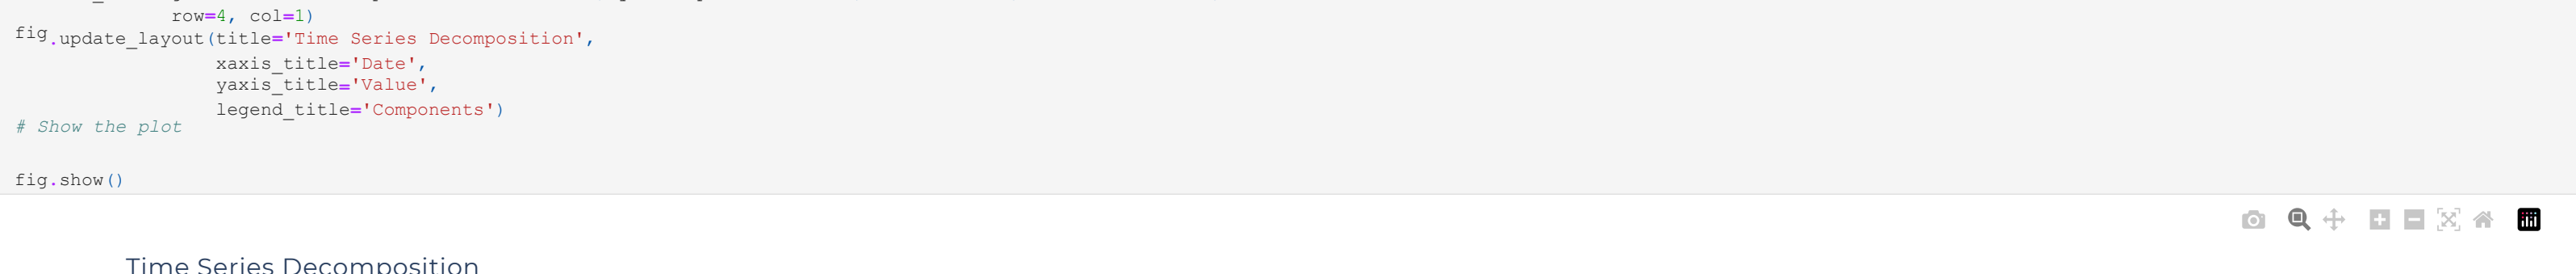 row=4, col=1)
fig.update_layout(title='Time Series Decomposition',
xaxis_title='Date',
yaxis_title='Value',
legend_title='Components')
# Show the plot
fig.show()
Time Series Decomposition